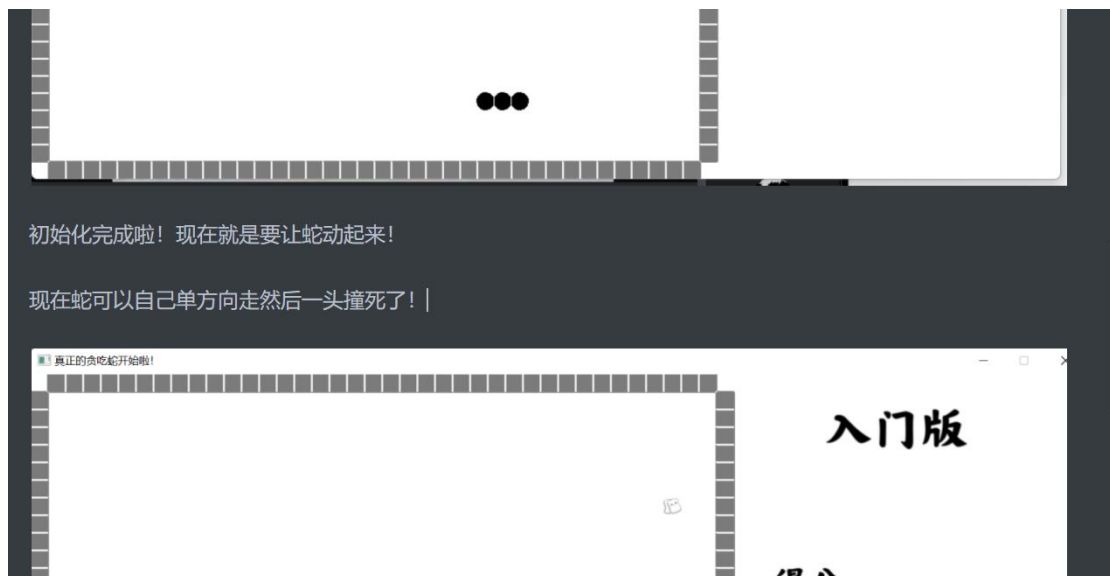 初始化完成啦！现在就是要让蛇动起来！
现在蛇可以自己单方向走然后一头撞死了！
真正的贪吃蛇开始啦！
入门版